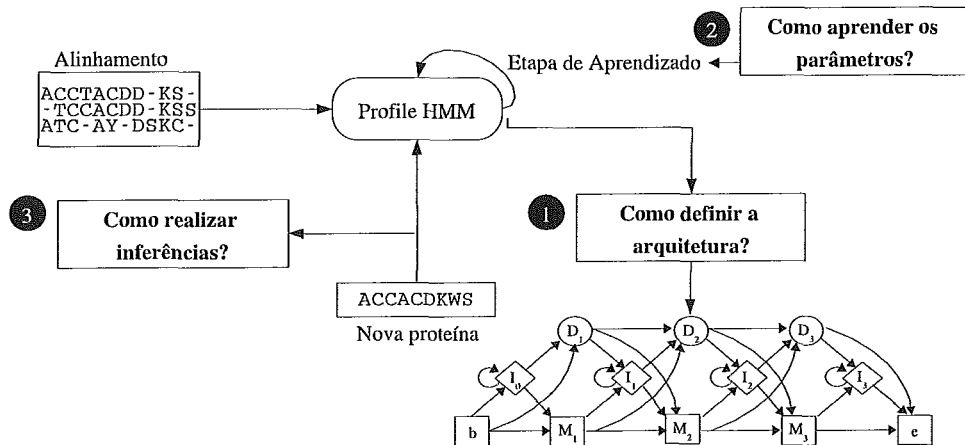 2
Como aprender os
parâmetros?
Etapa de Aprendizado
Alinhamento
ACCTACDD-KS-
-TCCACDD-KSS
ATC-AY-DSKC-
Profile HMM
3
Como realizar
inferências?
1
Como definir a
arquitetura?
ACCACDKWS
Nova proteína
D1 D2 D3
I0 I1 I2 I3
b M1 M2 M3 e